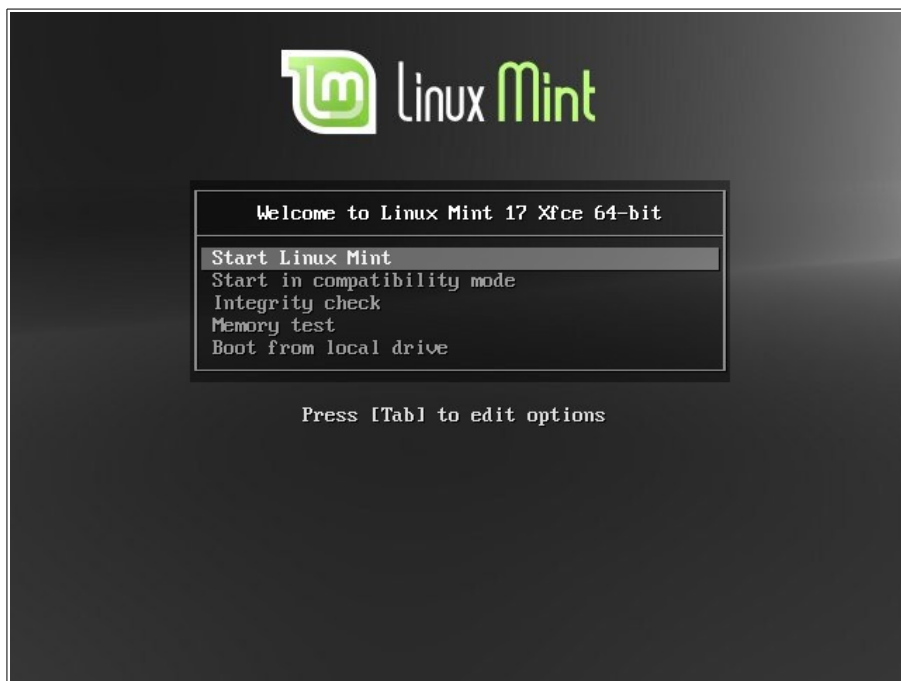 Lm Linux Mint
Welcome to Linux Mint 17 Xfce 64-bit
Start Linux Mint
Start in compatibility mode
Integrity check
Memory test
Boot from local drive
Press [Tab] to edit options